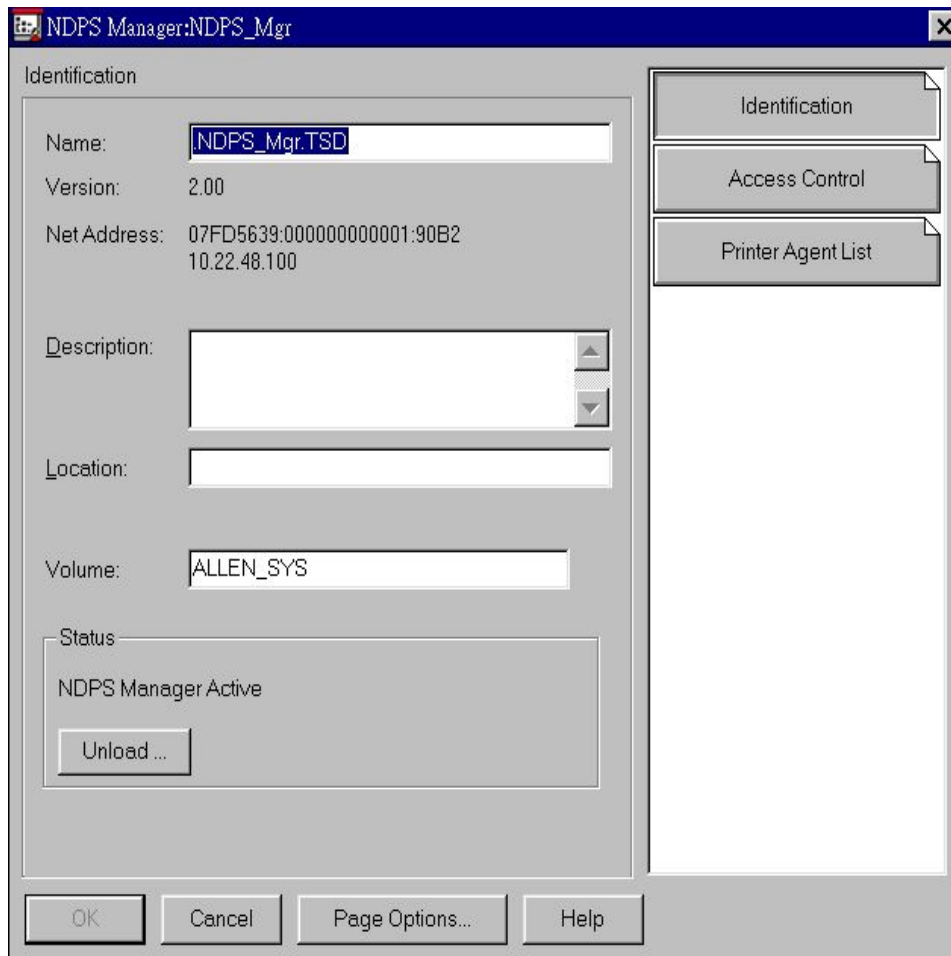 NDPS Manager:NDPS_Mgr
Identification
Name: .NDPS_Mgr.TSD
Version: 2.00
Net Address: 07FD5639:000000000001:90B2
10.22.48.100
Description:
Location:
Volume: ALLEN_SYS
Status
NDPS Manager Active
Unload ...
Identification
Access Control
Printer Agent List
OK Cancel Page Options... Help